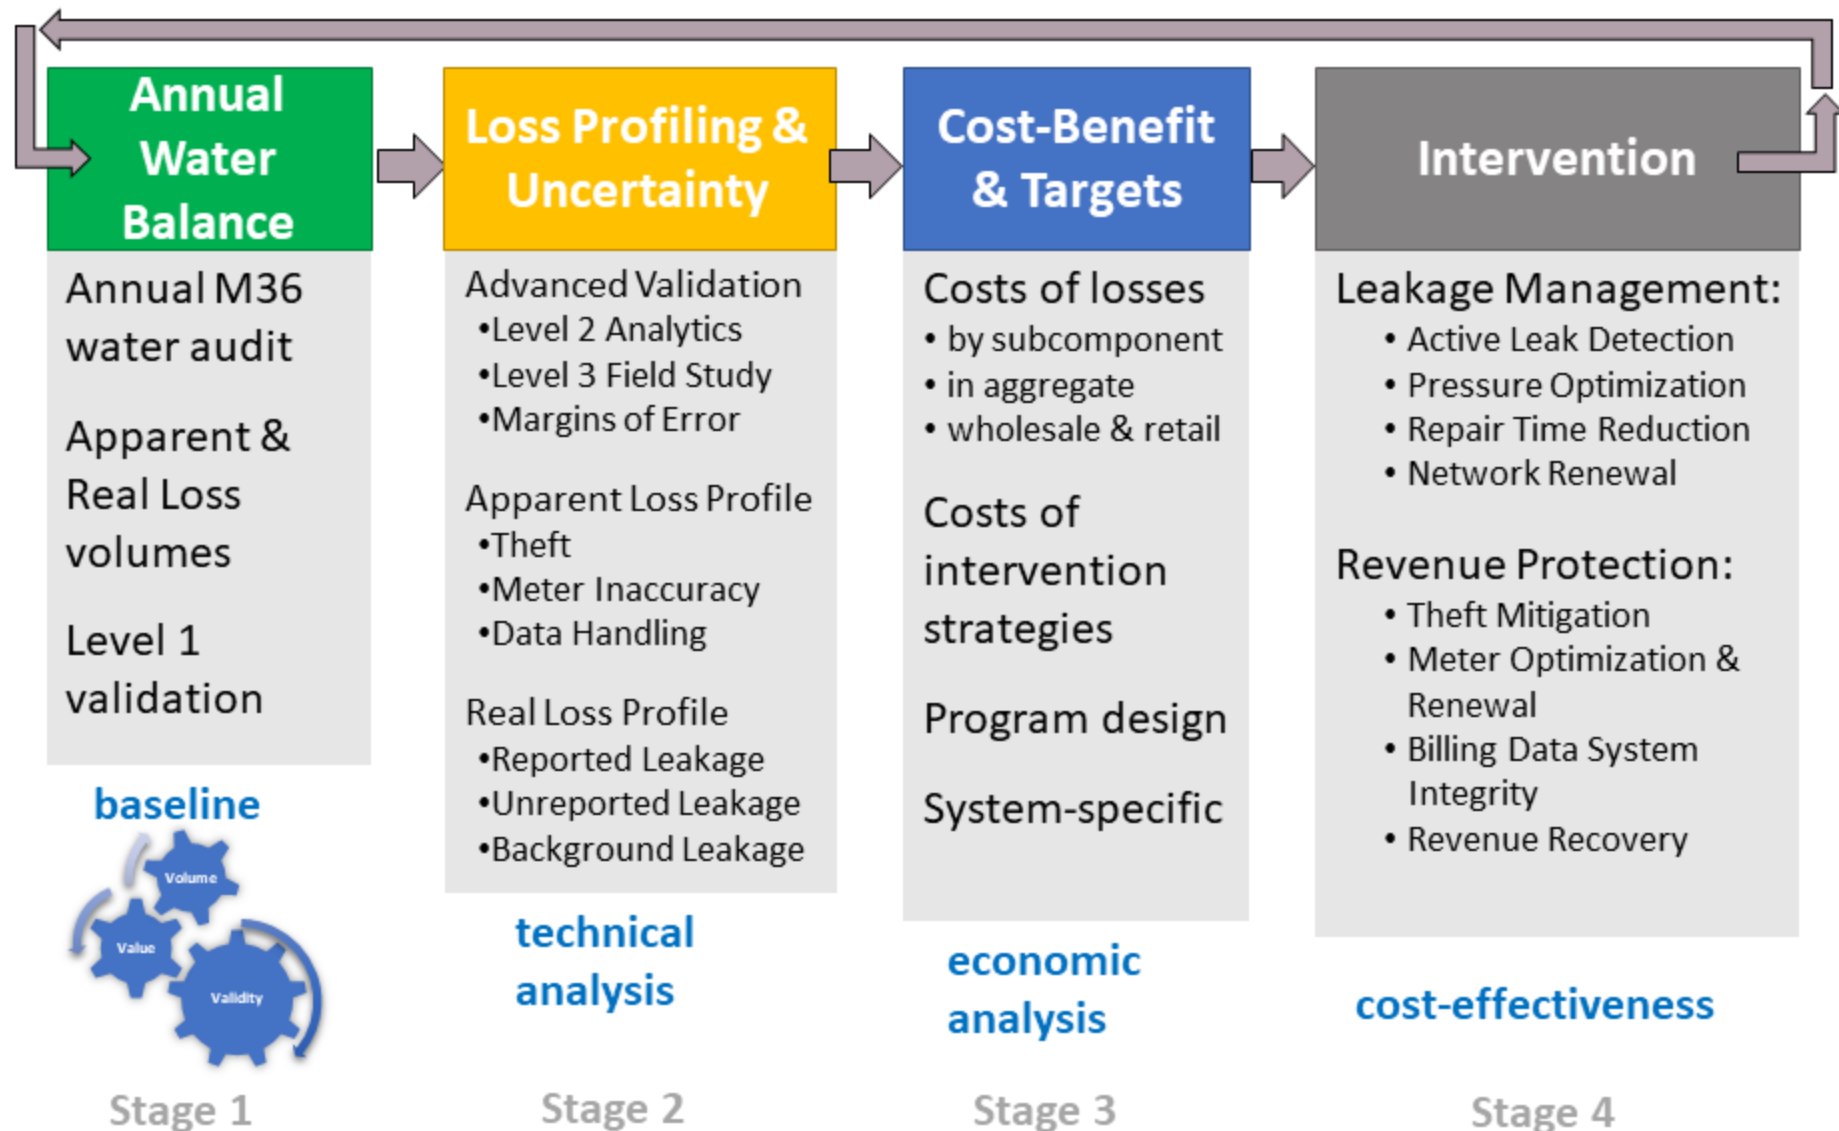 Annual
Water
Balance
Annual M36
water audit
Apparent &
Real Loss
volumes
Level 1
validation
baseline
Volume
Value
Validity
Stage 1
Loss Profiling &
Uncertainty
Advanced Validation
•Level 2 Analytics
•Level 3 Field Study
•Margins of Error
Apparent Loss Profile
•Theft
•Meter Inaccuracy
•Data Handling
Real Loss Profile
•Reported Leakage
•Unreported Leakage
•Background Leakage
technical
analysis
Stage 2
Cost-Benefit
& Targets
Costs of losses
• by subcomponent
• in aggregate
• wholesale & retail
Costs of
intervention
strategies
Program design
System-specific
economic
analysis
Stage 3
Intervention
Leakage Management:
• Active Leak Detection
• Pressure Optimization
• Repair Time Reduction
• Network Renewal
Revenue Protection:
• Theft Mitigation
• Meter Optimization &
Renewal
• Billing Data System
Integrity
• Revenue Recovery
cost-effectiveness
Stage 4